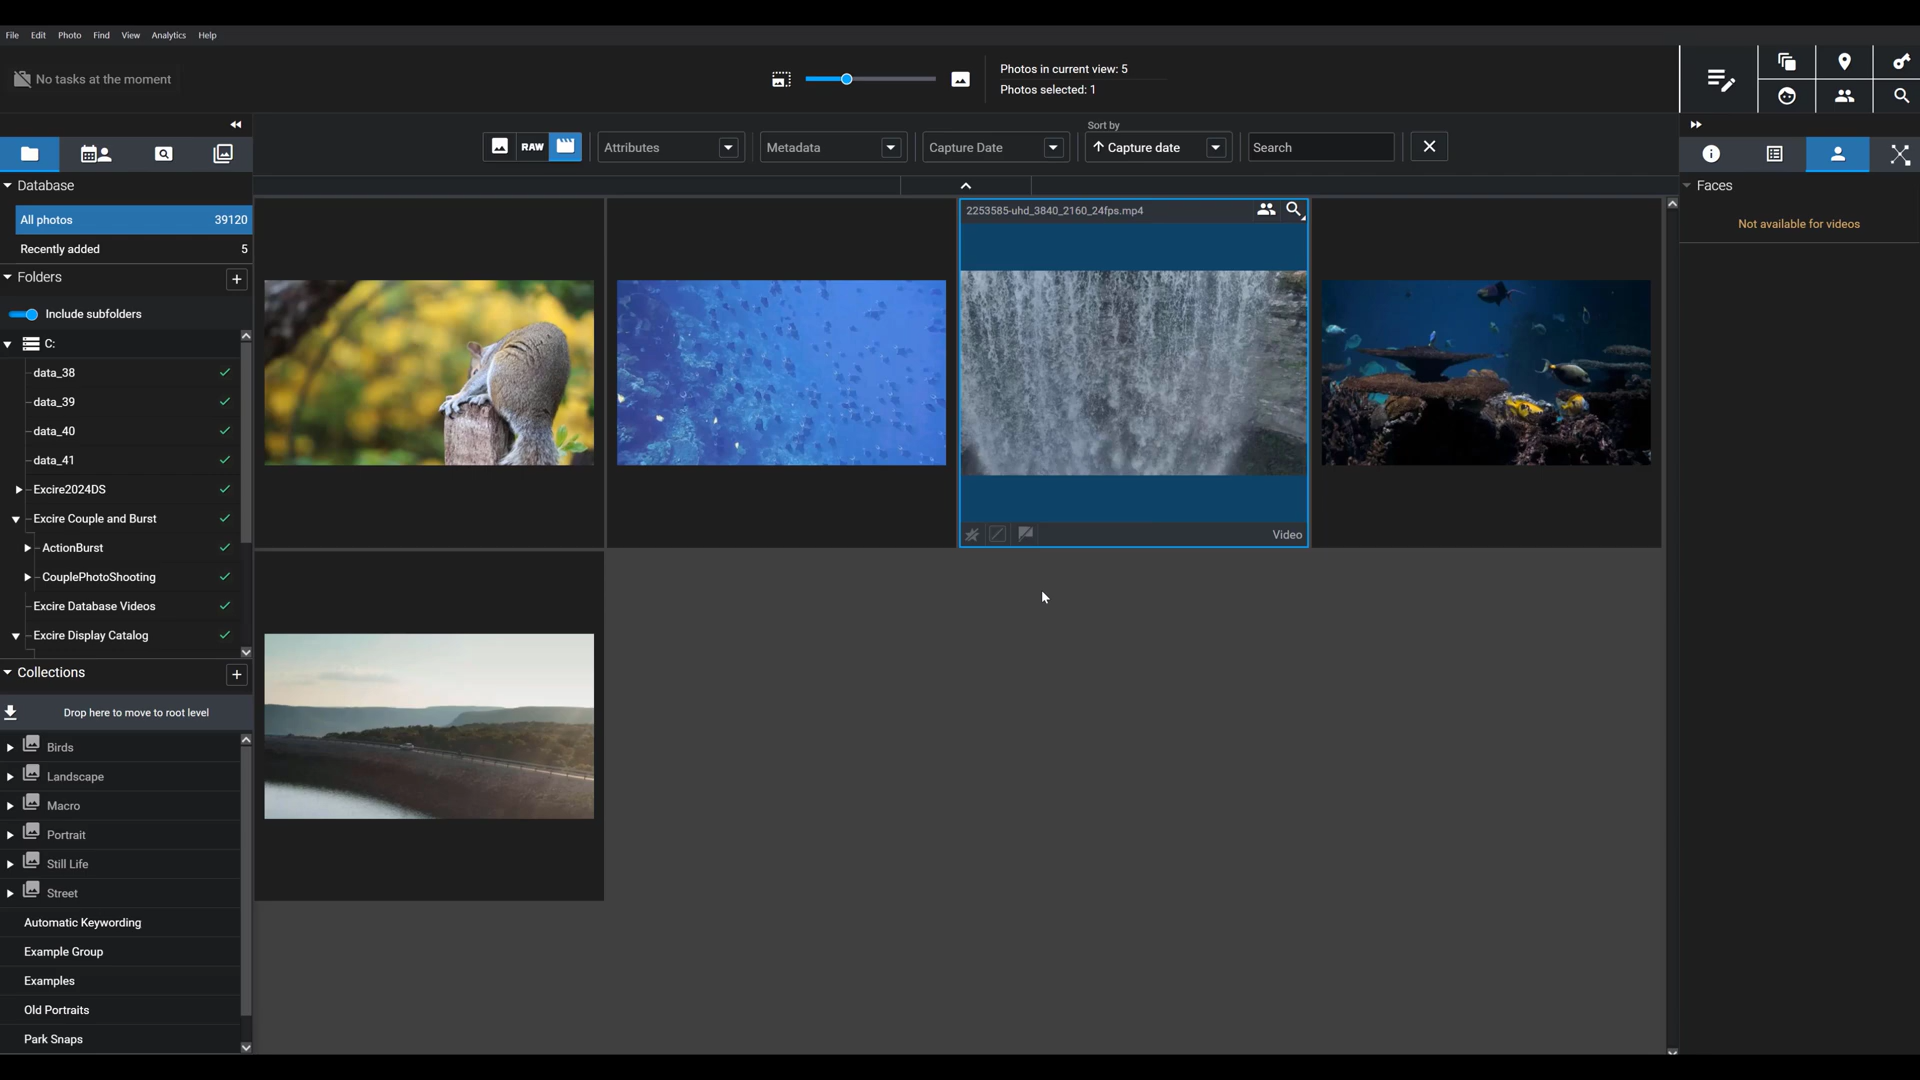 File Edit Photo Find View Analytics Help
No tasks at the moment
Photos in current view: 5
Photos selected: 1
RAW
Attributes
Metadata
Capture Date
Sort by
Capture date
Search
Database
All photos 39120
Recently added 5
Folders
Include subfolders
C:
data_38
data_39
data_40
data_41
Excire2024DS
Excire Couple and Burst
ActionBurst
CouplePhotoShooting
Excire Database Videos
Excire Display Catalog
Collections
Drop here to move to root level
Birds
Landscape
Macro
Portrait
Still Life
Street
Automatic Keywording
Example Group
Examples
Old Portraits
Park Snaps
2253585-uhd_3840_2160_24fps.mp4
Video
Faces
Not available for videos